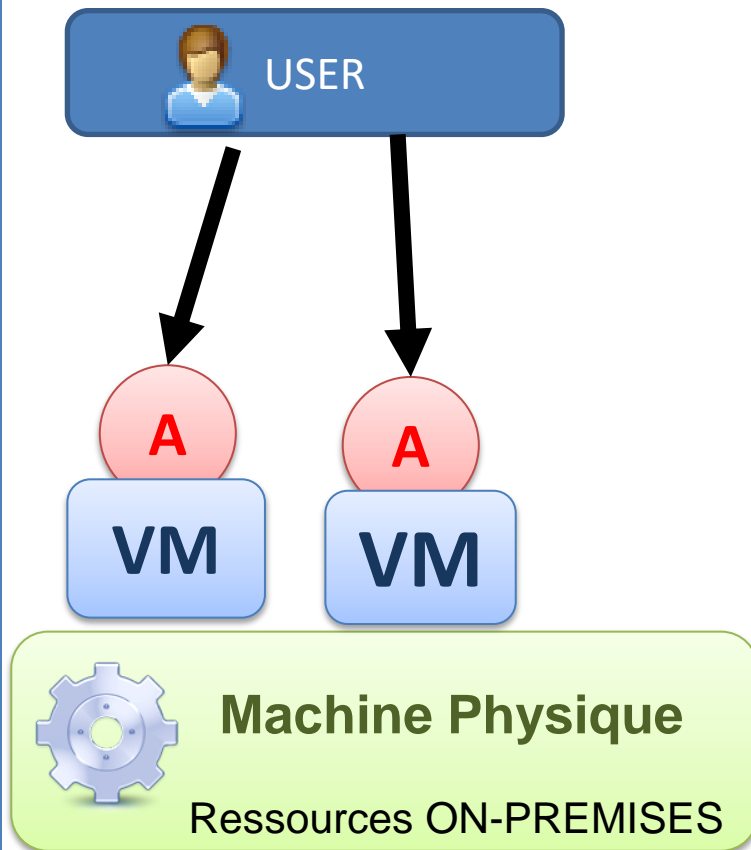 USER
A
A
VM
VM
Machine Physique
Ressources ON-PREMISES